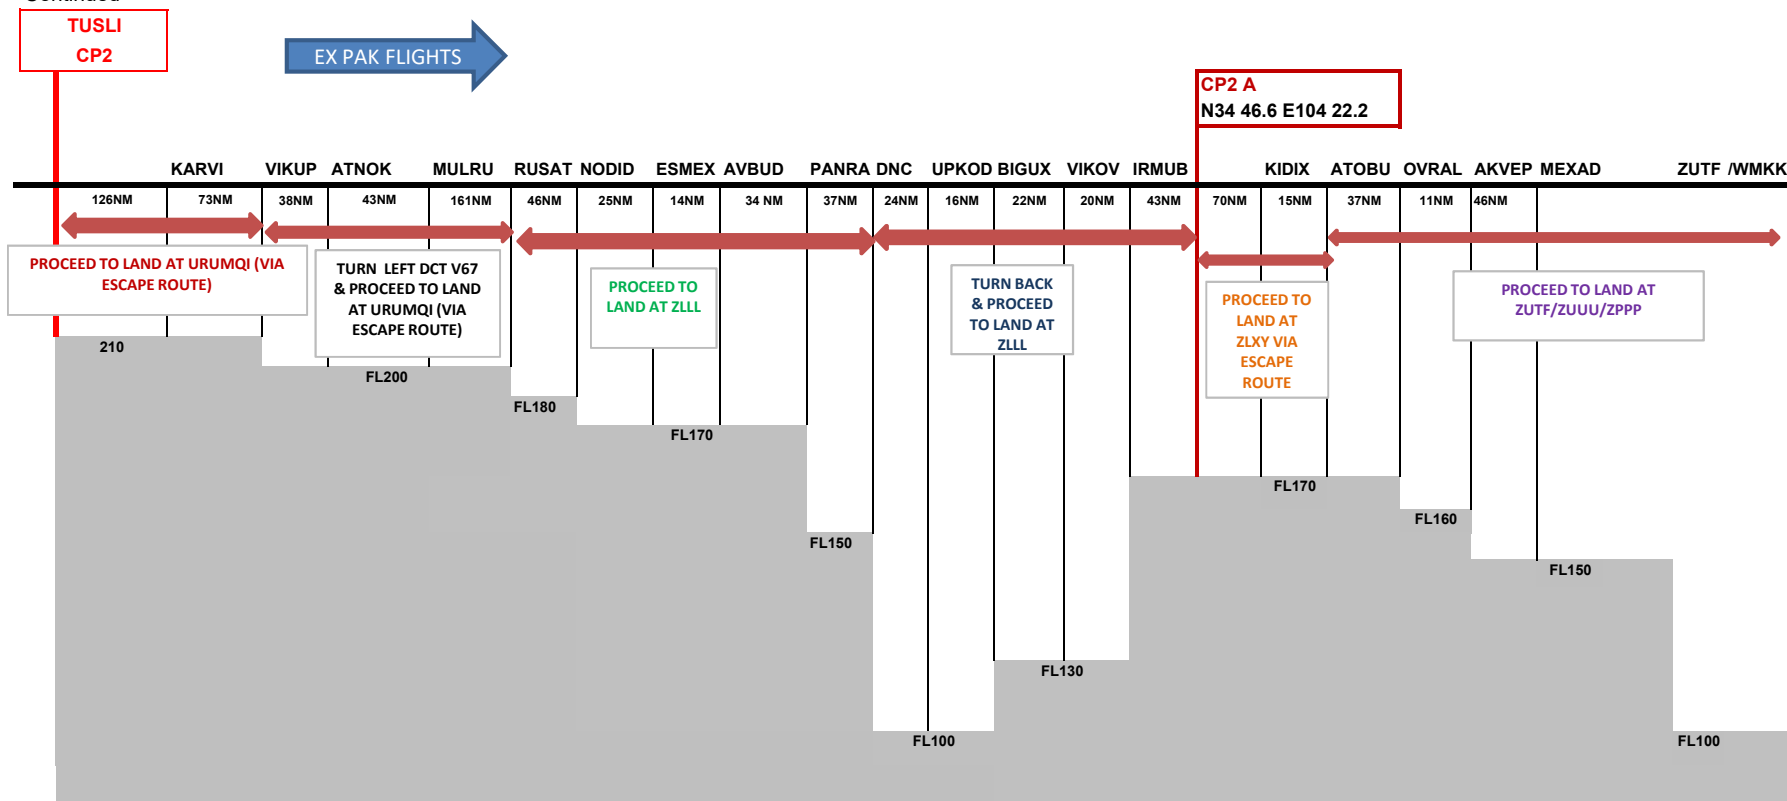 TUSLI
CP2
EX PAK FLIGHTS
CP2 A
N34 46.6 E104 22.2
KARVI VIKUP ATNOK MULRU RUSAT NODID ESMEX AVBUD PANRA DNC UPKOD BIGUX VIKOV IRMUB KIDIX ATOBU OVRAL AKVEP MEXAD ZUTF /WMKK
126NM 73NM 38NM 43NM 161NM 46NM 25NM 14NM 34 NM 37NM 24NM 16NM 22NM 20NM 43NM 70NM 15NM 37NM 11NM 46NM
PROCEED TO LAND AT URUMQI (VIA
ESCAPE ROUTE)
TURN LEFT DCT V67
& PROCEED TO LAND
AT URUMQI (VIA
ESCAPE ROUTE)
PROCEED TO
LAND AT ZLLL
TURN BACK
& PROCEED
TO LAND AT
ZLLL
PROCEED TO
LAND AT
ZLXY VIA
ESCAPE
ROUTE
PROCEED TO LAND AT
ZUTF/ZUUU/ZPPP
210
FL200
FL180
FL170
FL150
FL100
FL130
FL170
FL160
FL150
FL100